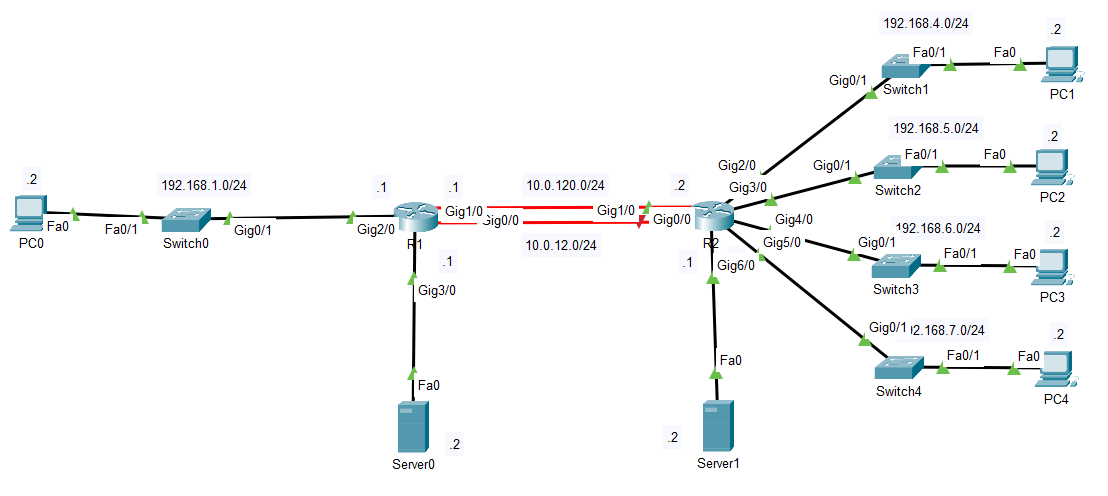 192.168.4.0/24
.2
Fa0/1
Fa0
Gig0/1
Switch1
PC1
192.168.5.0/24
.2
Fa0/1
Fa0
Gig0/1
Gig2/0
Switch2
PC2
.2
192.168.1.0/24
.1
.1
10.0.120.0/24
.2
Gig3/0
Fa0
Fa0/1
Gig0/1
Gig2/0
Gig1/0
Gig0/0
Gig1/0
Gig0/0
Gig4/0
PC0
Switch0
R1
10.0.12.0/24
R2
Gig5/0
192.168.6.0/24
.2
Gig0/1
Fa0/1
Fa0
Switch3
PC3
.1
Gig3/0
.1
Gig6/0
Gig0/1
.2
Fa0/1
Fa0
Switch4
PC4
Fa0
Fa0
.2
.2
Server0
Server1